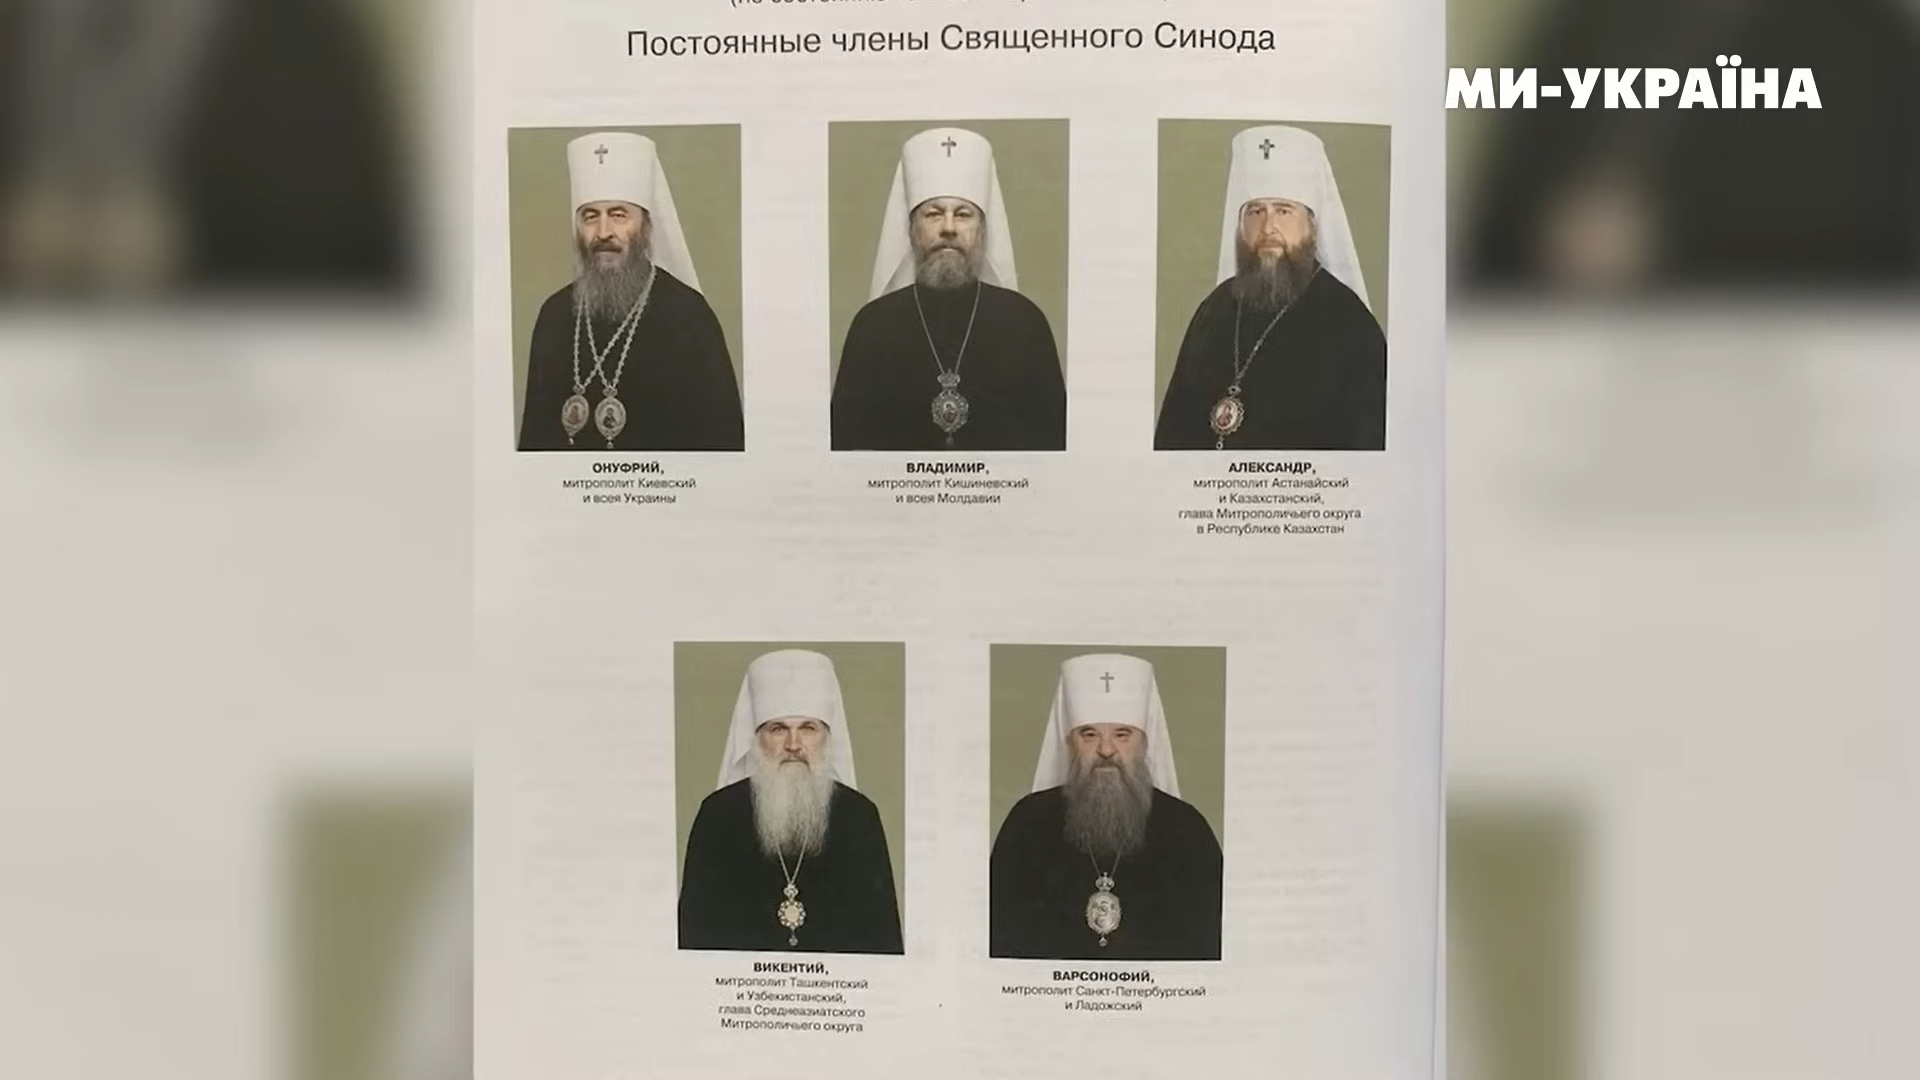 Постоянные члены Священного Синода
МИ-УКРАЇНА
ОНУФРИЙ,
митрополит Киевский
и всея Украины
ВЛАДИМИР,
митрополит Кишиневский
и всея Молдавии
АЛЕКСАНДР,
митрополит Астанайский
и Казахстанский,
глава Митрополичьего округа
в Республике Казахстан
ВИКЕНТИЙ,
митрополит Ташкентский
и Узбекистанский,
глава Среднеазиатского
Митрополичьего округа
ВАРСОНОФИЙ,
митрополит Санкт-Петербургский
и Ладожский